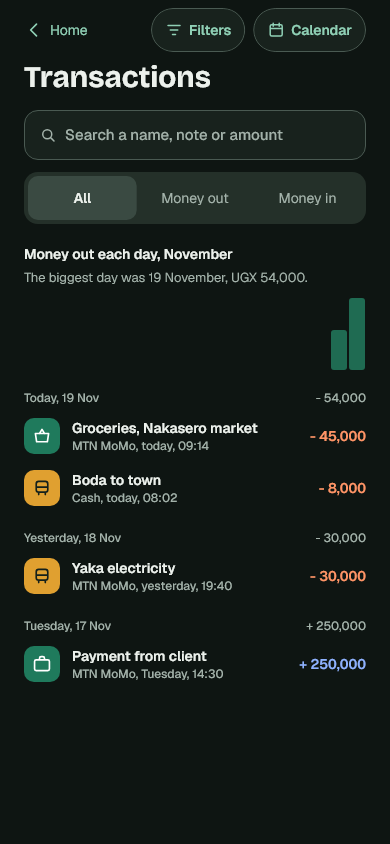 Home
Filters
Calendar
Transactions
Search a name, note or amount
All
Money out
Money in
Money out each day, November
The biggest day was 19 November, UGX 54,000.
Today, 19 Nov
- 54,000
Groceries, Nakasero market
- 45,000
MTN MoMo, today, 09:14
Boda to town
- 8,000
Cash, today, 08:02
Yesterday, 18 Nov
- 30,000
Yaka electricity
- 30,000
MTN MoMo, yesterday, 19:40
Tuesday, 17 Nov
+ 250,000
Payment from client
+ 250,000
MTN MoMo, Tuesday, 14:30